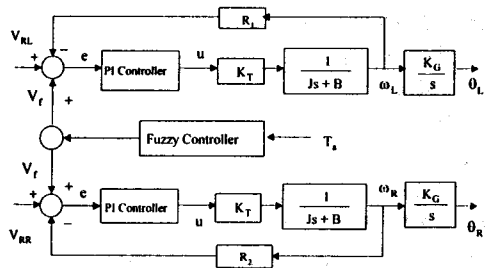 R₁
V_RL
−
+
e
PI Controller
u
K_T
1
Js + B
ω_L
K_G
s
θ_L
V_f
+
Fuzzy Controller
T_a
V_f
+
+
e
PI Controller
u
K_T
1
Js + B
ω_R
K_G
s
θ_R
V_RR
−
R₂